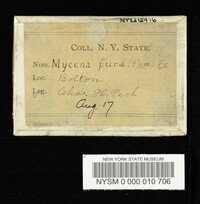 NYS212416
COLL. N. Y. STATE.
NOM. Mycena pura
LOC. Bolton
LEG. Chas. H. Peck
Aug 17
NEW YORK STATE MUSEUM
NYSM 0 000 010 706